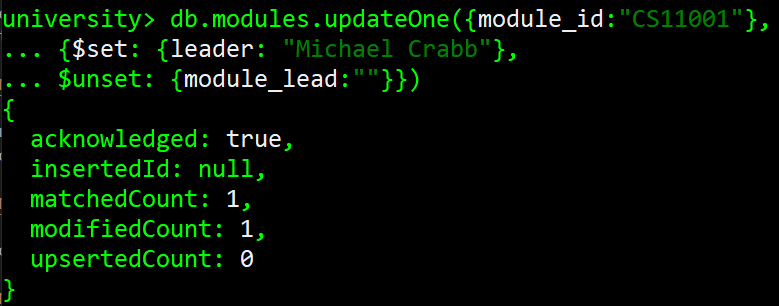 university> db.modules.updateOne({module_id:"CS11001"},
... {$set: {leader: "Michael Crabb"},
... $unset: {module_lead:""}})
{
  acknowledged: true,
  insertedId: null,
  matchedCount: 1,
  modifiedCount: 1,
  upsertedCount: 0
}